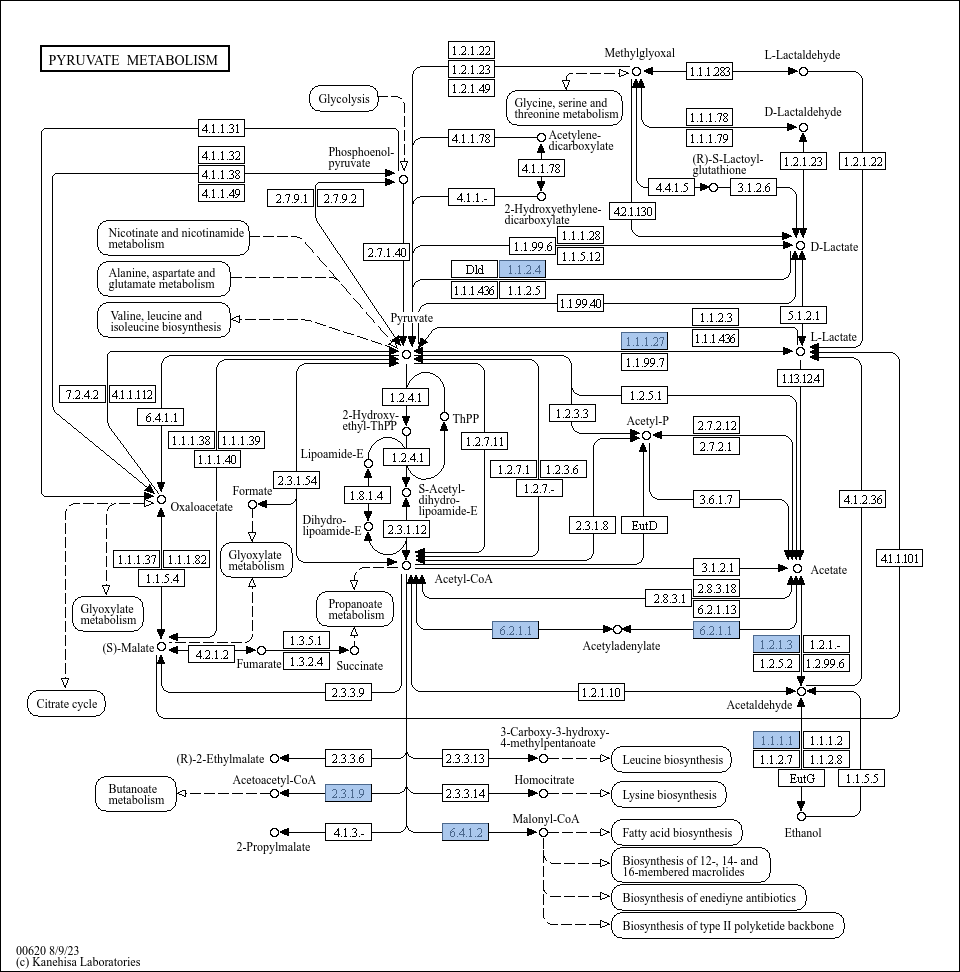 PYRUVATE METABOLISM
1.2.1.22
1.2.1.23
1.2.1.49
Methylglyoxal
1.1.1.283
L-Lactaldehyde
Glycolysis
Glycine, serine and
threonine metabolism
1.1.1.78
1.1.1.79
D-Lactaldehyde
4.1.1.31
4.1.1.32
4.1.1.38
4.1.1.49
Phosphoenol-
pyruvate
4.1.1.78
Acetylene-
dicarboxylate
4.1.1.78
(R)-S-Lactoyl-
glutathione
1.2.1.23
1.2.1.22
2.7.9.1
2.7.9.2
4.1.1.-
4.4.1.5
3.1.2.6
2-Hydroxyethylene-
dicarboxylate
4.2.1.130
Nicotinate and nicotinamide
metabolism
2.7.1.40
1.1.99.6
1.1.1.28
1.1.5.12
D-Lactate
Alanine, aspartate and
glutamate metabolism
Dld
1.1.2.4
1.1.1.436
1.1.2.5
1.1.99.40
Valine, leucine and
isoleucine biosynthesis
Pyruvate
1.1.2.3
5.1.2.1
1.1.1.27
1.1.1.436
L-Lactate
1.1.99.7
1.13.12.4
7.2.4.2
4.1.1.112
6.4.1.1
1.2.4.1
1.2.5.1
2-Hydroxy-
ethyl-ThPP
ThPP
1.2.3.3
Acetyl-P
2.7.2.12
2.7.2.1
1.1.1.38
1.1.1.39
1.1.1.40
Lipoamide-E
1.2.4.1
1.2.7.11
1.2.7.1
1.2.3.6
1.2.7.-
2.3.1.54
Formate
1.8.1.4
S-Acetyl-
dihydro-
lipoamide-E
3.6.1.7
4.1.2.36
Oxaloacetate
Dihydro-
lipoamide-E
2.3.1.12
2.3.1.8
EutD
1.1.1.37
1.1.1.82
1.1.5.4
Glyoxylate
metabolism
Acetyl-CoA
3.1.2.1
Acetate
4.1.1.101
Glyoxylate
metabolism
Propanoate
metabolism
2.8.3.1
2.8.3.18
6.2.1.13
6.2.1.1
Acetyladenylate
6.2.1.1
(S)-Malate
4.2.1.2
Fumarate
1.3.5.1
1.3.2.4
Succinate
1.2.1.3
1.2.1.-
1.2.5.2
1.2.99.6
Citrate cycle
2.3.3.9
1.2.1.10
Acetaldehyde
3-Carboxy-3-hydroxy-
4-methylpentanoate
(R)-2-Ethylmalate
2.3.3.6
2.3.3.13
Leucine biosynthesis
1.1.1.1
1.1.1.2
1.1.2.7
1.1.2.8
EutG
1.1.5.5
Butanoate
metabolism
Acetoacetyl-CoA
2.3.1.9
2.3.3.14
Homocitrate
Lysine biosynthesis
4.1.3.-
2-Propylmalate
6.4.1.2
Malonyl-CoA
Fatty acid biosynthesis
Ethanol
Biosynthesis of 12-, 14- and
16-membered macrolides
Biosynthesis of enediyne antibiotics
Biosynthesis of type II polyketide backbone
00620 8/9/23
(c) Kanehisa Laboratories